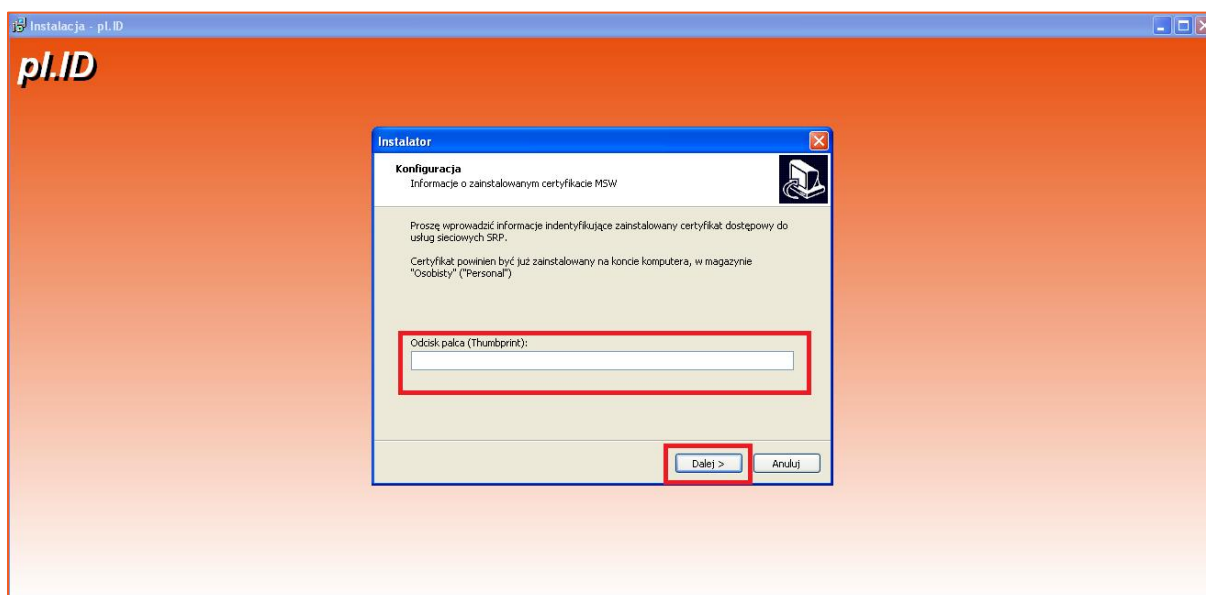 Instalacja - pl.ID
pl.ID
Instalator
Konfiguracja
Informacje o zainstalowanym certyfikacie MSW
Proszę wprowadzić informacje indentyfikujące zainstalowany certyfikat dostępowy do
usług sieciowych SRP.
Certyfikat powinien być już zainstalowany na koncie komputera, w magazynie
"Osobisty" ("Personal")
Odcisk palca (Thumbprint):
Dalej >
Anuluj